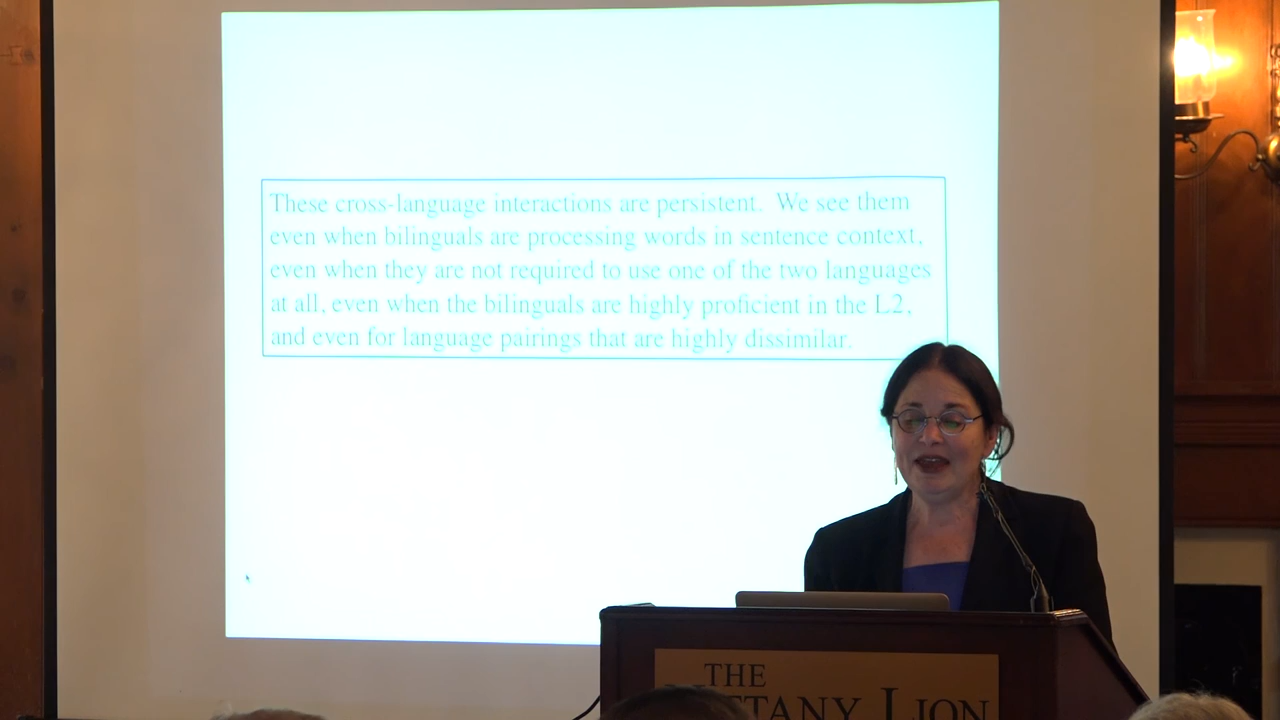 These cross-language interactions are persistent. We see them
even when bilinguals are processing words in sentence context,
even when they are not required to use one of the two languages
at all, even when the bilinguals are highly proficient in the L2,
and even for language pairings that are highly dissimilar.
THE
LION